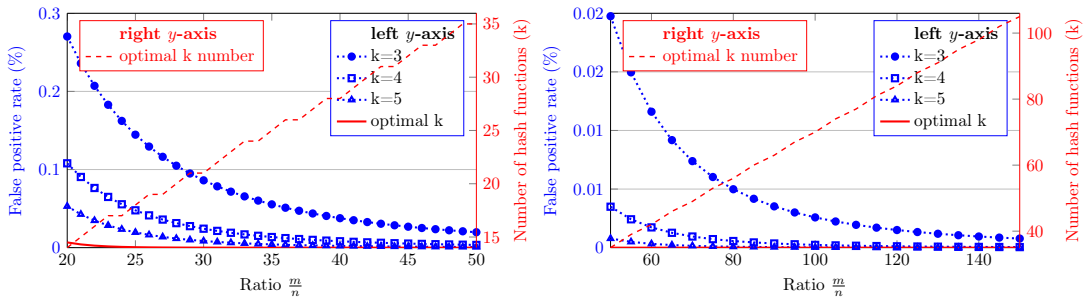 0.3
0.2
0.1
0
20 25 30 35 40 45 50
Ratio m/n
False positive rate (%)
right y-axis
optimal k number
left y-axis
k=3
k=4
k=5
optimal k
35
30
25
20
15
Number of hash functions (k)
0.02
0.02
0.01
0.01
0
60 80 100 120 140
Ratio m/n
False positive rate (%)
right y-axis
optimal k number
left y-axis
k=3
k=4
k=5
optimal k
100
80
60
40
Number of hash functions (k)